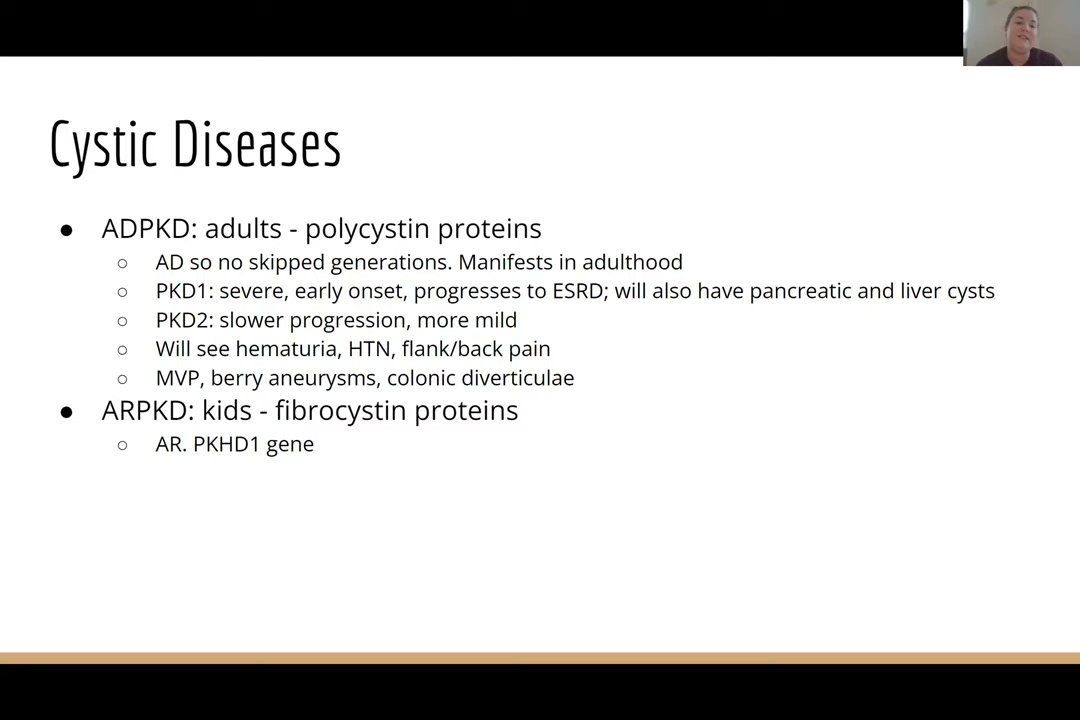 Cystic Diseases
● ADPKD: adults - polycystin proteins
○ AD so no skipped generations. Manifests in adulthood
○ PKD1: severe, early onset, progresses to ESRD; will also have pancreatic and liver cysts
○ PKD2: slower progression, more mild
○ Will see hematuria, HTN, flank/back pain
○ MVP, berry aneurysms, colonic diverticulae
● ARPKD: kids - fibrocystin proteins
○ AR. PKHD1 gene